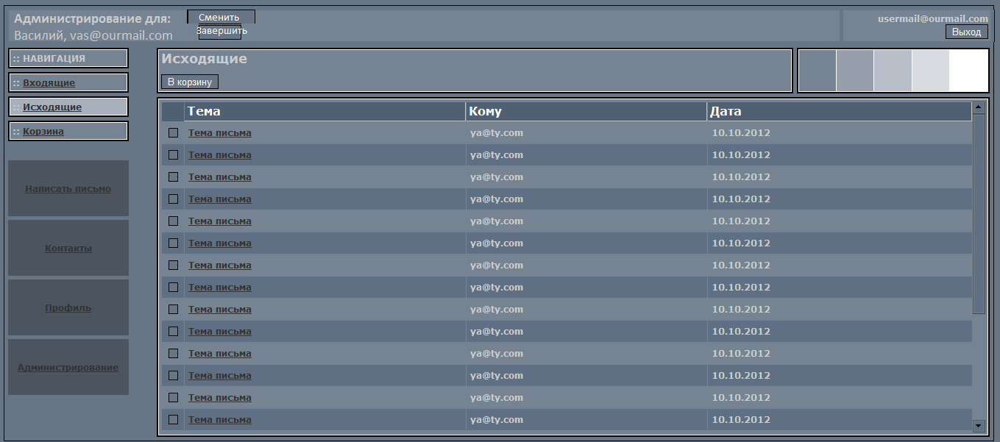 Администрирование для:
Василий, vas@ourmail.com
Сменить
Завершить
usermail@ourmail.com
Выход
:: НАВИГАЦИЯ
:: Входящие
:: Исходящие
:: Корзина
Написать письмо
Контакты
Профиль
Администрирование
Исходящие
В корзину
Тема Кому Дата
Тема письма ya@ty.com 10.10.2012
Тема письма ya@ty.com 10.10.2012
Тема письма ya@ty.com 10.10.2012
Тема письма ya@ty.com 10.10.2012
Тема письма ya@ty.com 10.10.2012
Тема письма ya@ty.com 10.10.2012
Тема письма ya@ty.com 10.10.2012
Тема письма ya@ty.com 10.10.2012
Тема письма ya@ty.com 10.10.2012
Тема письма ya@ty.com 10.10.2012
Тема письма ya@ty.com 10.10.2012
Тема письма ya@ty.com 10.10.2012
Тема письма ya@ty.com 10.10.2012
Тема письма ya@ty.com 10.10.2012